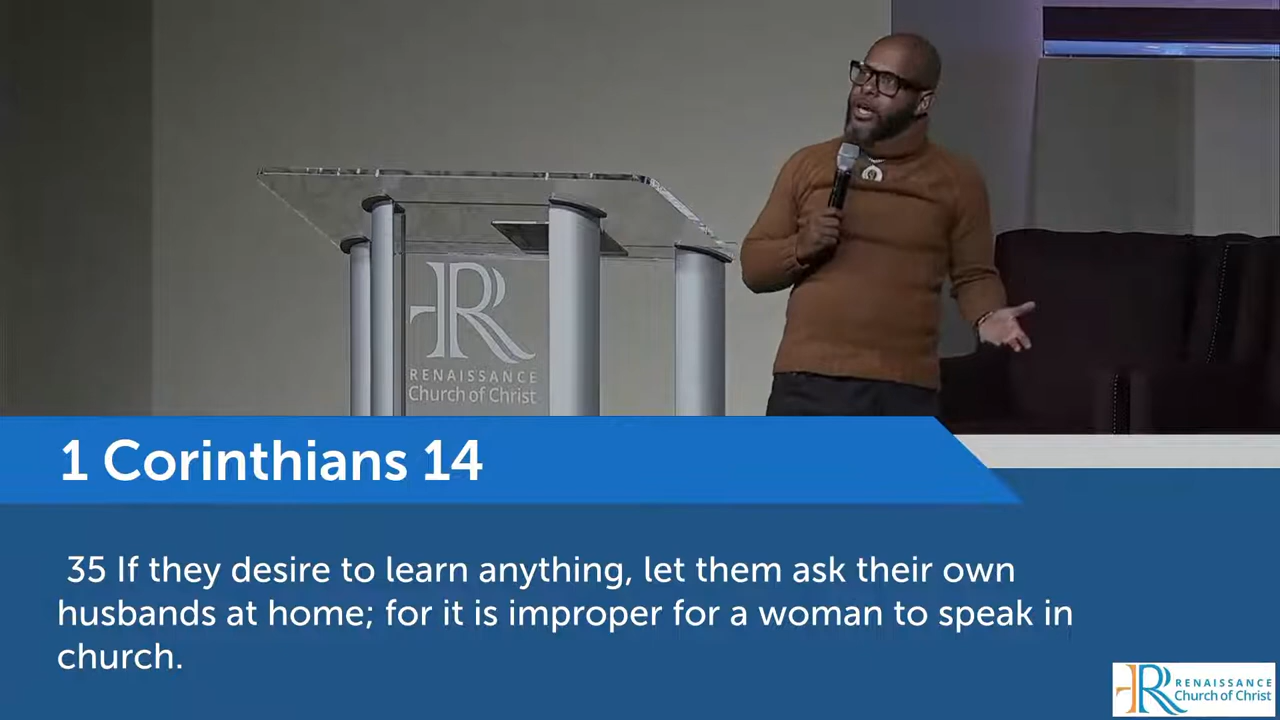 R
RENAISSANCE
Church of Christ
1 Corinthians 14
35 If they desire to learn anything, let them ask their own
husbands at home; for it is improper for a woman to speak in
church.
R
RENAISSANCE
Church of Christ